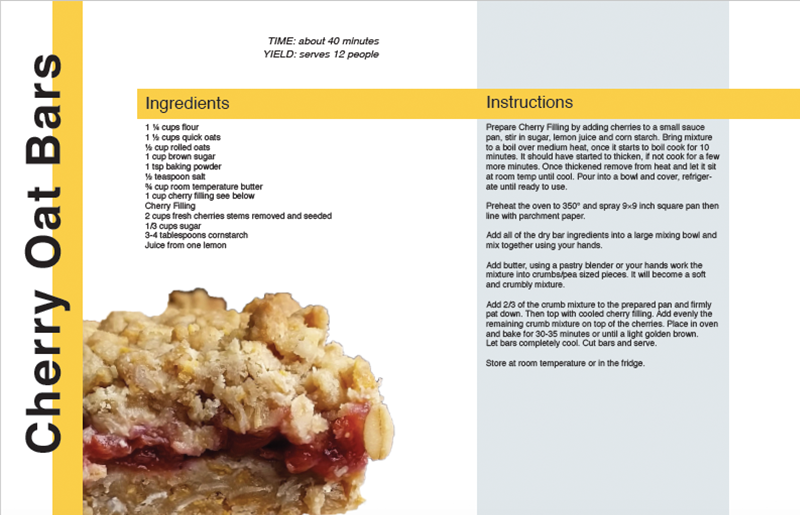 Cherry Oat Bars
TIME: about 40 minutes
YIELD: serves 12 people
Ingredients
1 ¼ cups flour
1 ½ cups quick oats
½ cup rolled oats
1 cup brown sugar
1 tsp baking powder
½ teaspoon salt
¾ cup room temperature butter
1 cup cherry filling see below
Cherry Filling
2 cups fresh cherries stems removed and seeded
1/3 cups sugar
3-4 tablespoons cornstarch
Juice from one lemon
Instructions
Prepare Cherry Filling by adding cherries to a small sauce
pan, stir in sugar, lemon juice and corn starch. Bring mixture
to a boil over medium heat, once it starts to boil cook for 10
minutes. It should have started to thicken, if not cook for a few
more minutes. Once thickened remove from heat and let it sit
at room temp until cool. Pour into a bowl and cover, refriger-
ate until ready to use.
Preheat the oven to 350° and spray 9×9 inch square pan then
line with parchment paper.
Add all of the dry bar ingredients into a large mixing bowl and
mix together using your hands.
Add butter, using a pastry blender or your hands work the
mixture into crumbs/pea sized pieces. It will become a soft
and crumbly mixture.
Add 2/3 of the crumb mixture to the prepared pan and firmly
pat down. Then top with cooled cherry filling. Add evenly the
remaining crumb mixture on top of the cherries. Place in oven
and bake for 30-35 minutes or until a light golden brown.
Let bars completely cool. Cut bars and serve.
Store at room temperature or in the fridge.